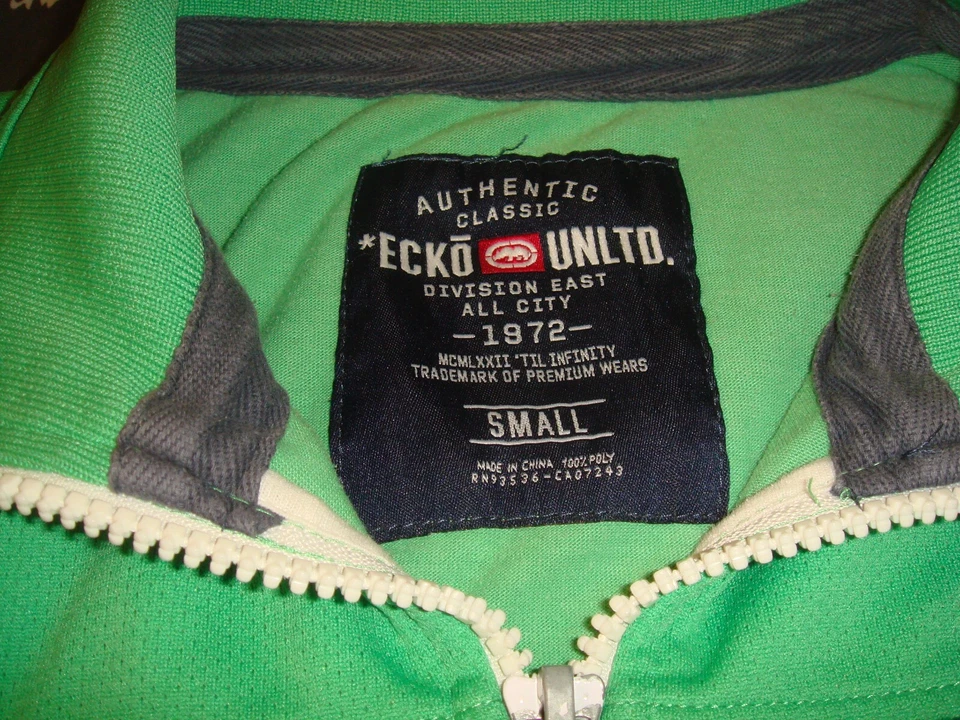 AUTHENTIC
CLASSIC
*ECKŌ UNLTD.
DIVISION EAST
ALL CITY
-1972-
MCMLXXII 'TIL INFINITY
TRADEMARK OF PREMIUM WEARS
SMALL
MADE IN CHINA 100% POLY
RN93536-CA07243